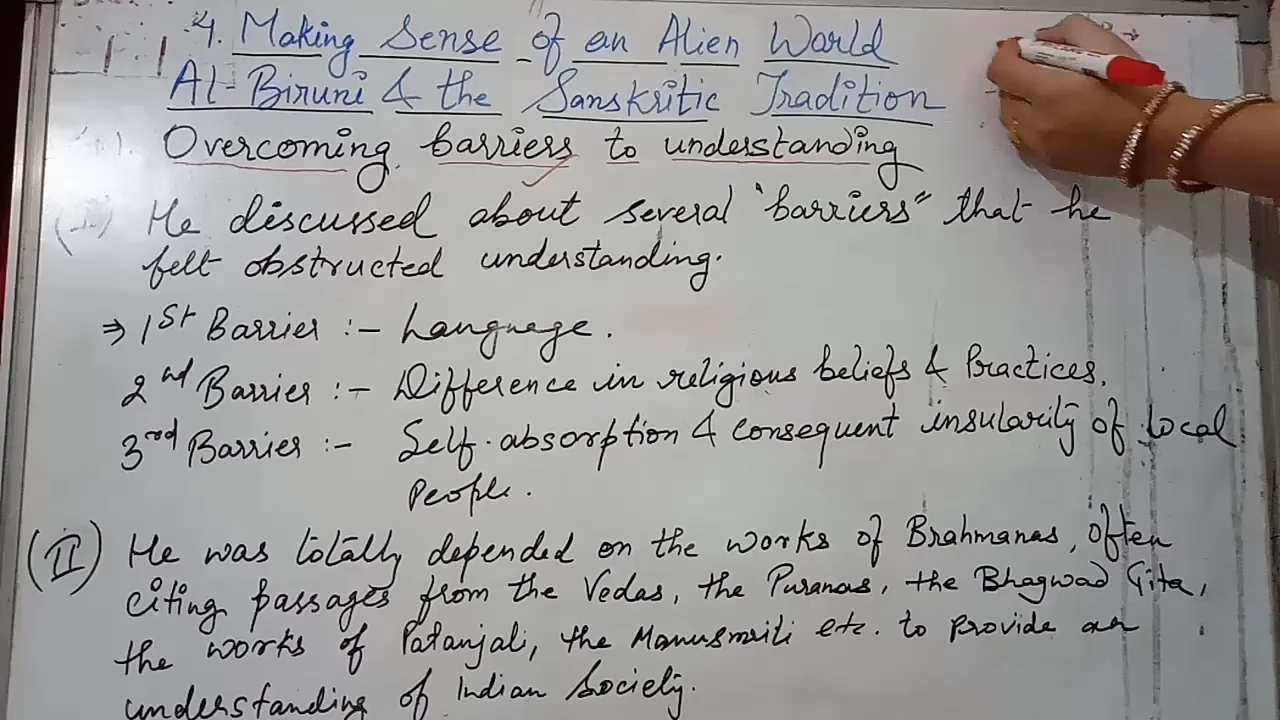 4. Making Sense of an Alien World
Al-Biruni & the Sanskritic Tradition
Overcoming barriers to understanding
He discussed about several "barriers" that he
felt obstructed understanding.
⇒ 1st Barrier :- Language.
2nd Barrier :- Difference in religious beliefs & Practices.
3rd Barrier :- Self-absorption & consequent insularity of local
People.
(II) He was totally depended on the works of Brahmanas, often
citing passages from the Vedas, the Puranas, the Bhagwad Gita,
the works of Patanjali, the Manusmriti etc. to provide an
understanding of Indian Society.